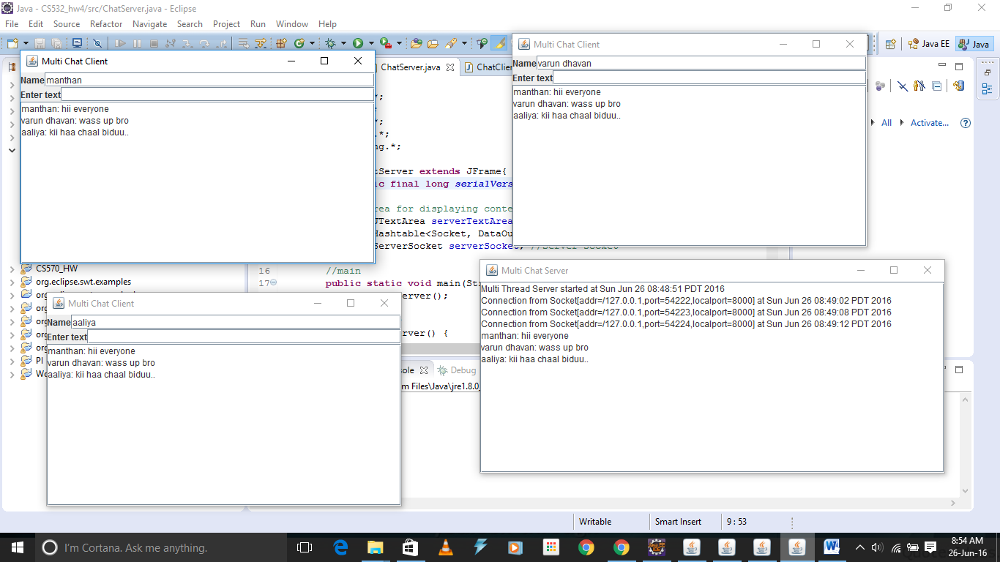 Java - CS532_hw4/src/ChatServer.java - Eclipse
File Edit Source Refactor Navigate Search Project Run Window Help
Java EE Java
Multi Chat Client
Name manthan
Enter text
manthan: hii everyone
varun dhavan: wass up bro
aaliya: kii haa chaal biduu..
ChatServer.java
.*;
;
.*;
.*;
ng.*;
tServer extends JFrame{
ic final long serialVers
rea for displaying conte
JTextArea serverTextArea
Hashtable<Socket, DataOu
ServerSocket serverSocket; //Server Socket
16 //main
17 public static void main(Str
erver();
erver() {
Multi Chat Client
Name varun dhavan
Enter text
manthan: hii everyone
varun dhavan: wass up bro
aaliya: kii haa chaal biduu..
All Activate...
CS570_HW
org.eclipse.swt.examples
org
org
org
org
PI
Wo
Multi Chat Client
Name aaliya
Enter text
manthan: hii everyone
varun dhavan: wass up bro
aaliya: kii haa chaal biduu..
Multi Chat Server
Multi Thread Server started at Sun Jun 26 08:48:51 PDT 2016
Connection from Socket[addr=/127.0.0.1,port=54222,localport=8000] at Sun Jun 26 08:49:02 PDT 2016
Connection from Socket[addr=/127.0.0.1,port=54223,localport=8000] at Sun Jun 26 08:49:08 PDT 2016
Connection from Socket[addr=/127.0.0.1,port=54224,localport=8000] at Sun Jun 26 08:49:12 PDT 2016
manthan: hii everyone
varun dhavan: wass up bro
aaliya: kii haa chaal biduu..
ole Debug
m Files\Java\jre1.8.0_
Writable Smart Insert 9 : 53
I'm Cortana. Ask me anything.
8:54 AM
26-Jun-16